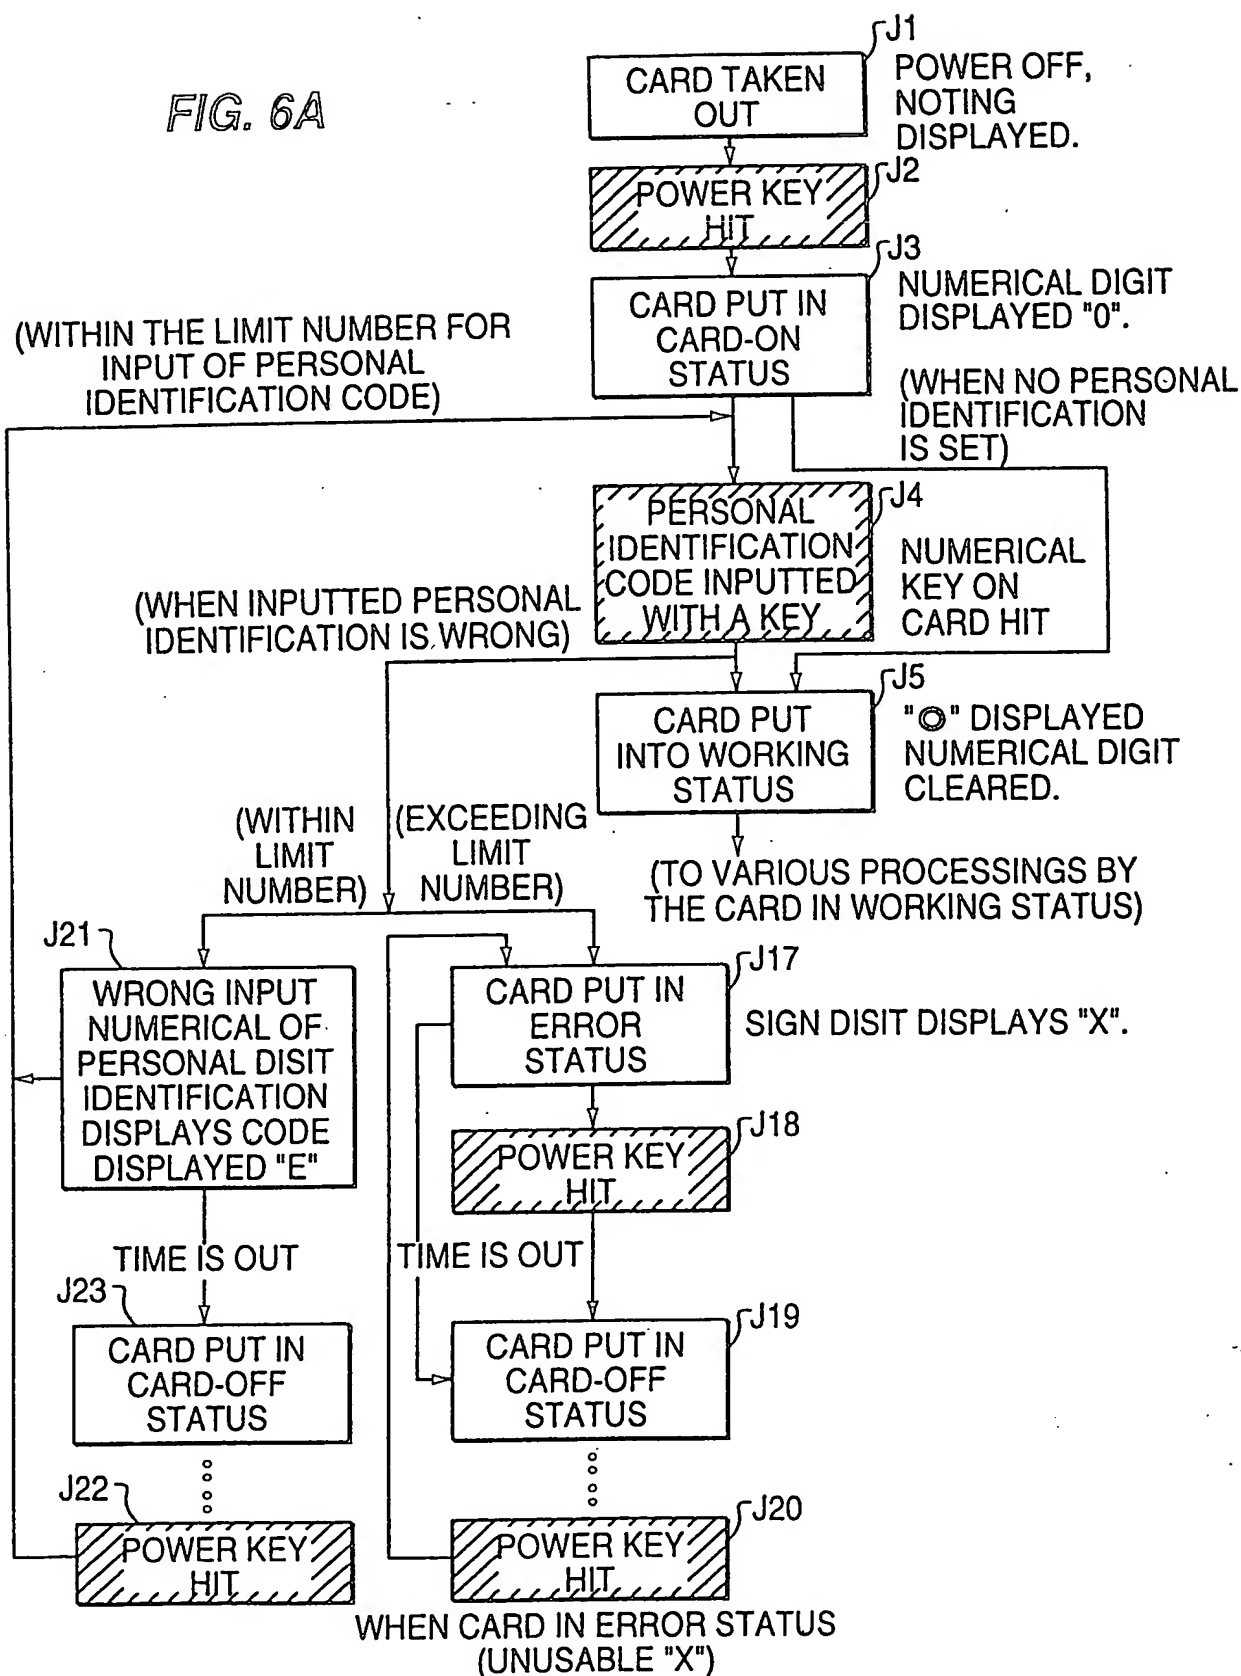 FIG. 6A
J1
CARD TAKEN
OUT
POWER OFF,
NOTING
DISPLAYED.
J2
POWER KEY
HIT
J3
CARD PUT IN
CARD-ON
STATUS
NUMERICAL DIGIT
DISPLAYED "0".
(WITHIN THE LIMIT NUMBER FOR
INPUT OF PERSONAL
IDENTIFICATION CODE)
(WHEN NO PERSONAL
IDENTIFICATION
IS SET)
J4
PERSONAL
IDENTIFICATION
CODE INPUTTED
WITH A KEY
NUMERICAL
KEY ON
CARD HIT
(WHEN INPUTTED PERSONAL
IDENTIFICATION IS WRONG)
J5
CARD PUT
INTO WORKING
STATUS
"◎" DISPLAYED
NUMERICAL DIGIT
CLEARED.
(WITHIN
LIMIT
NUMBER)
(EXCEEDING
LIMIT
NUMBER)
(TO VARIOUS PROCESSINGS BY
THE CARD IN WORKING STATUS)
J21
WRONG INPUT
NUMERICAL OF
PERSONAL DISIT
IDENTIFICATION
DISPLAYS CODE
DISPLAYED "E"
J17
CARD PUT IN
ERROR
STATUS
SIGN DISIT DISPLAYS "X".
J18
POWER KEY
HIT
TIME IS OUT
TIME IS OUT
J23
CARD PUT IN
CARD-OFF
STATUS
J19
CARD PUT IN
CARD-OFF
STATUS
J22
POWER KEY
HIT
J20
POWER KEY
HIT
WHEN CARD IN ERROR STATUS
(UNUSABLE "X")